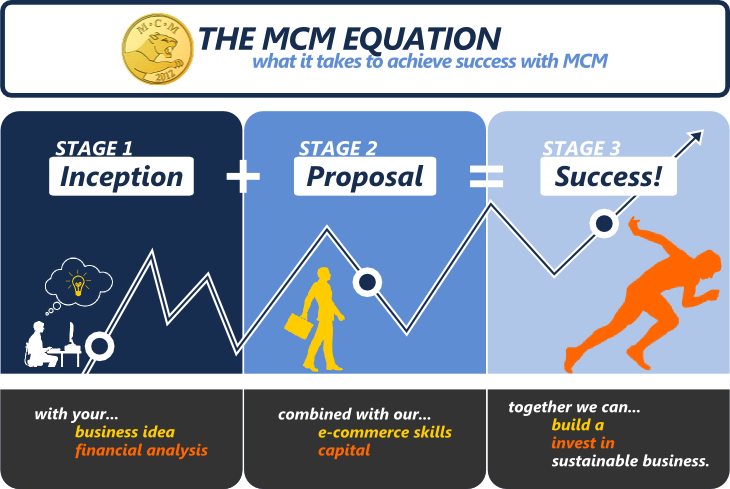 M·C·M
2012
THE MCM EQUATION
what it takes to achieve success with MCM
STAGE 1
Inception
+
STAGE 2
Proposal
=
STAGE 3
Success!
with your...
business idea
financial analysis
combined with our...
e-commerce skills
capital
together we can...
build a
invest in
sustainable business.